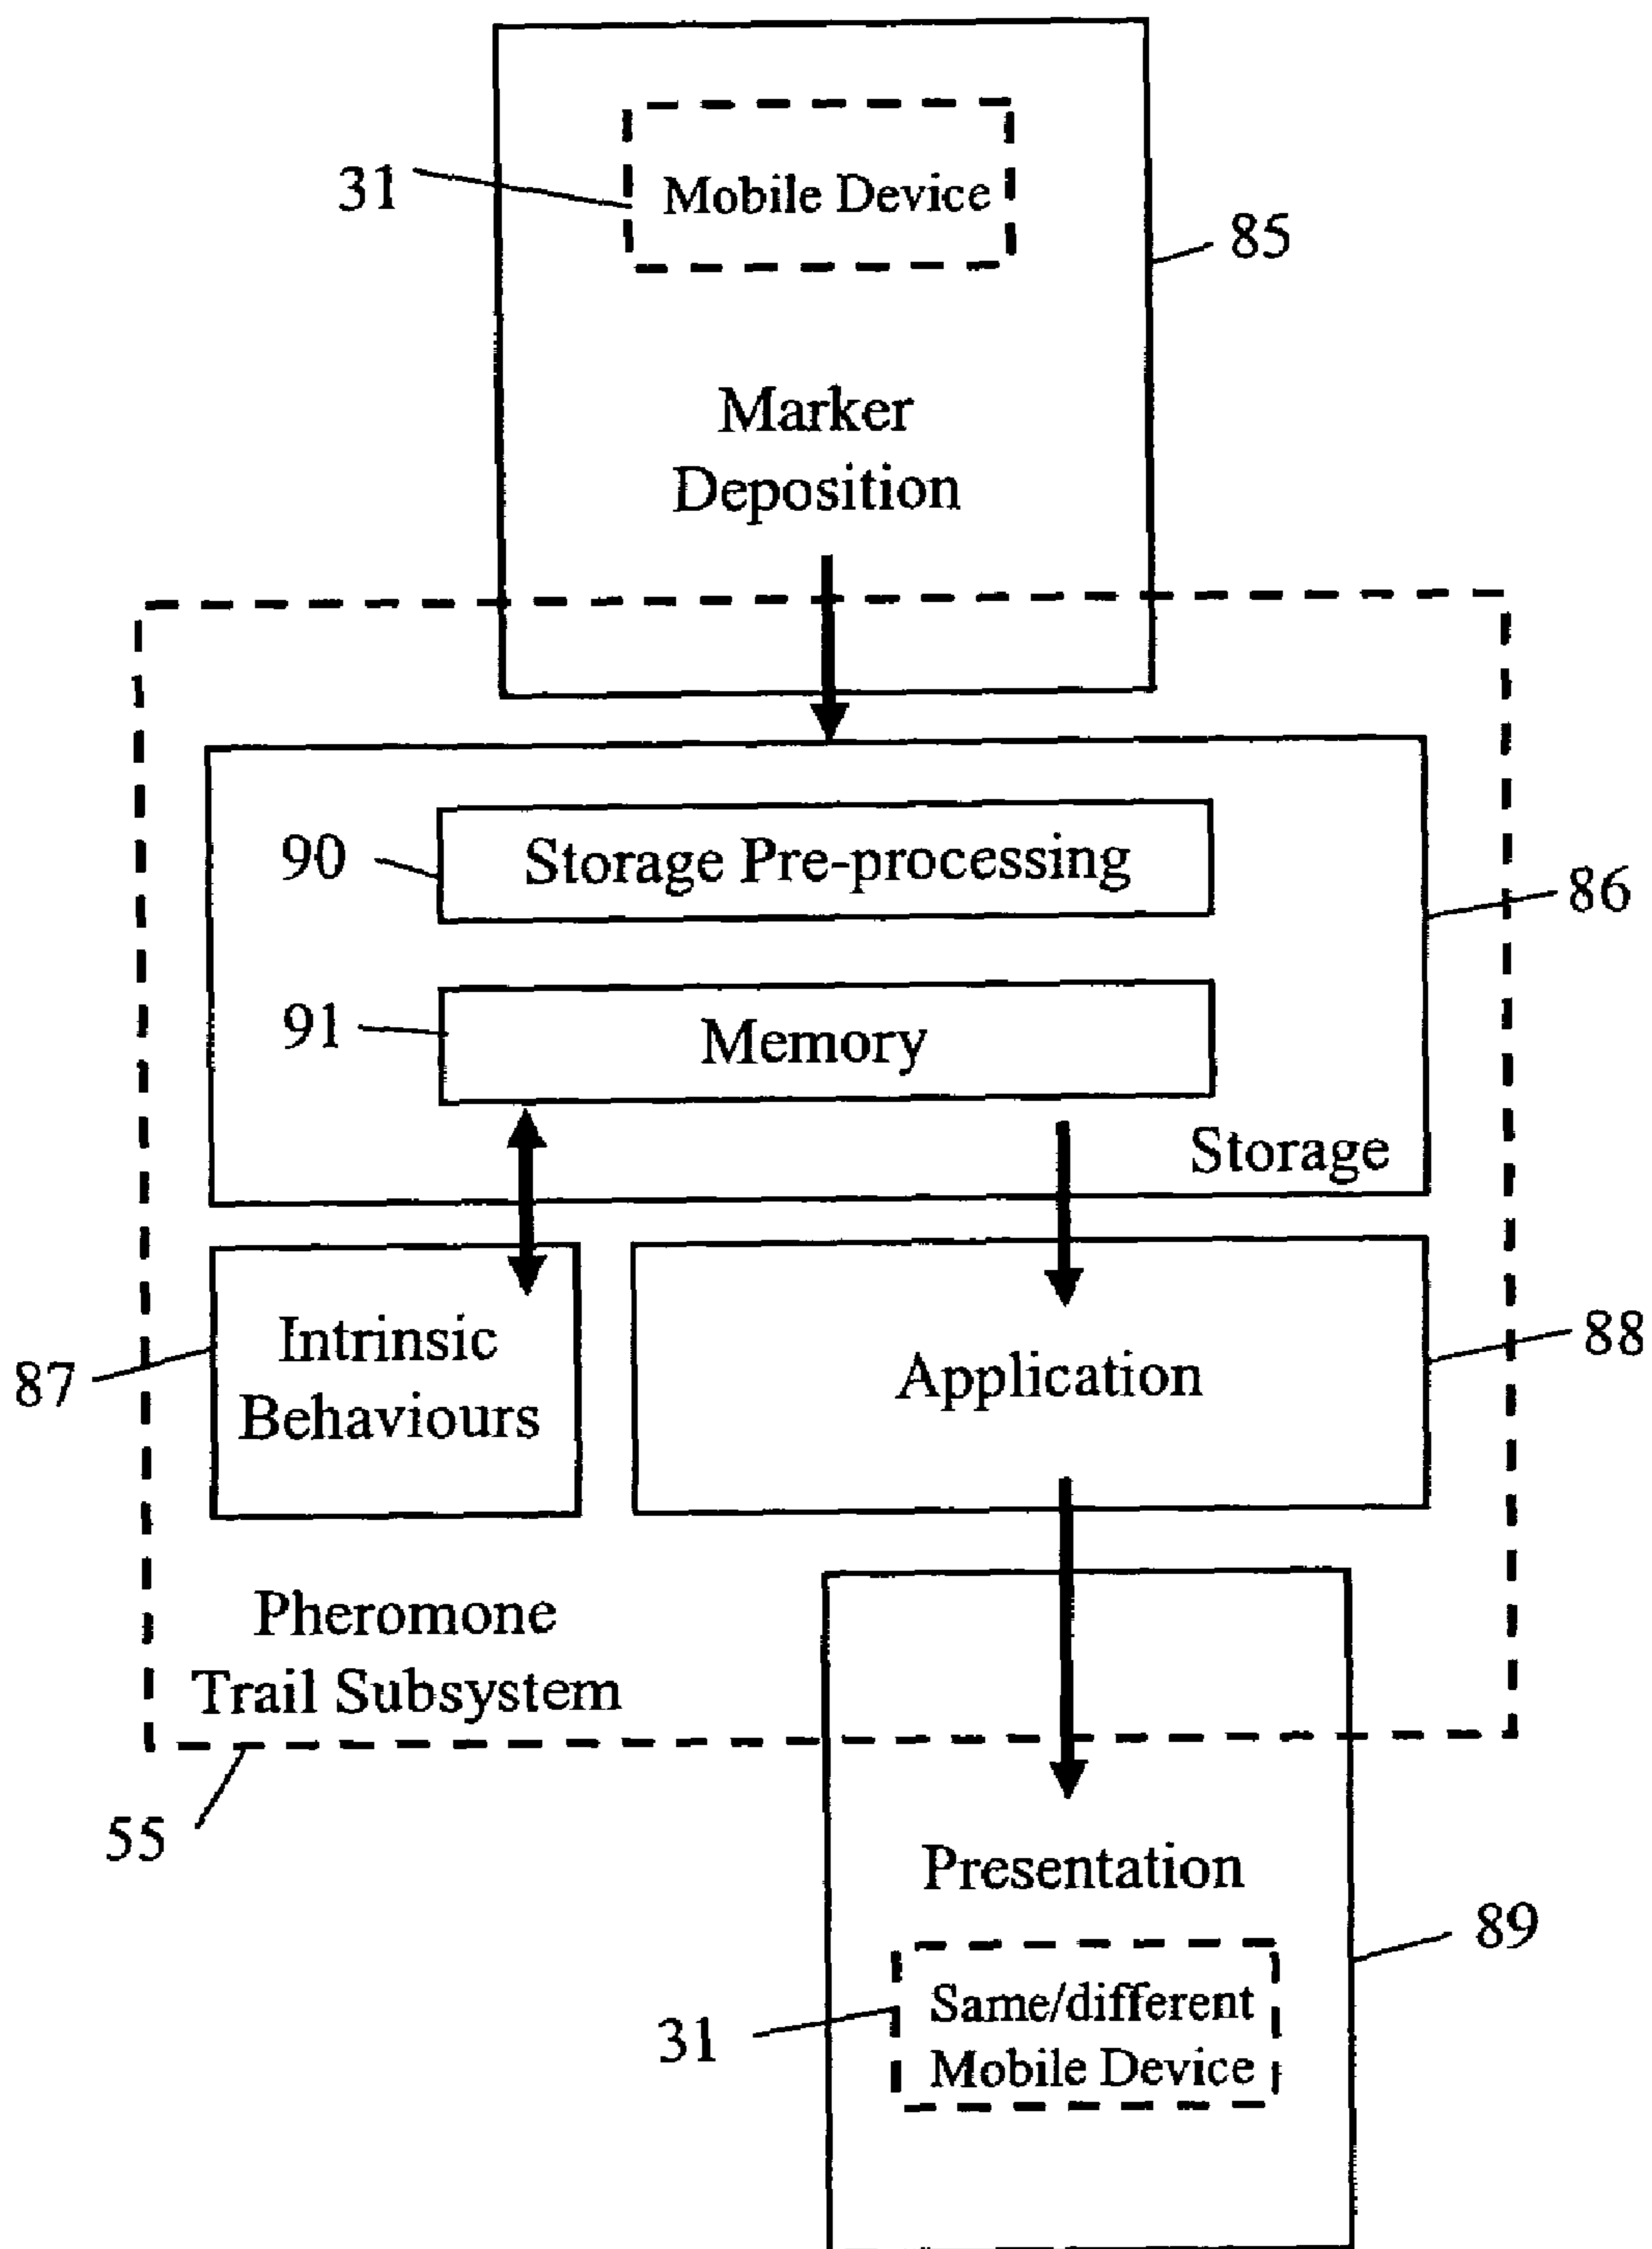 31
Mobile Device
85
Marker
Deposition
90
Storage Pre-processing
86
91
Memory
Storage
87
Intrinsic
Behaviours
Application
88
Pheromone
Trail Subsystem
55
Presentation
89
31
Same/different
Mobile Device